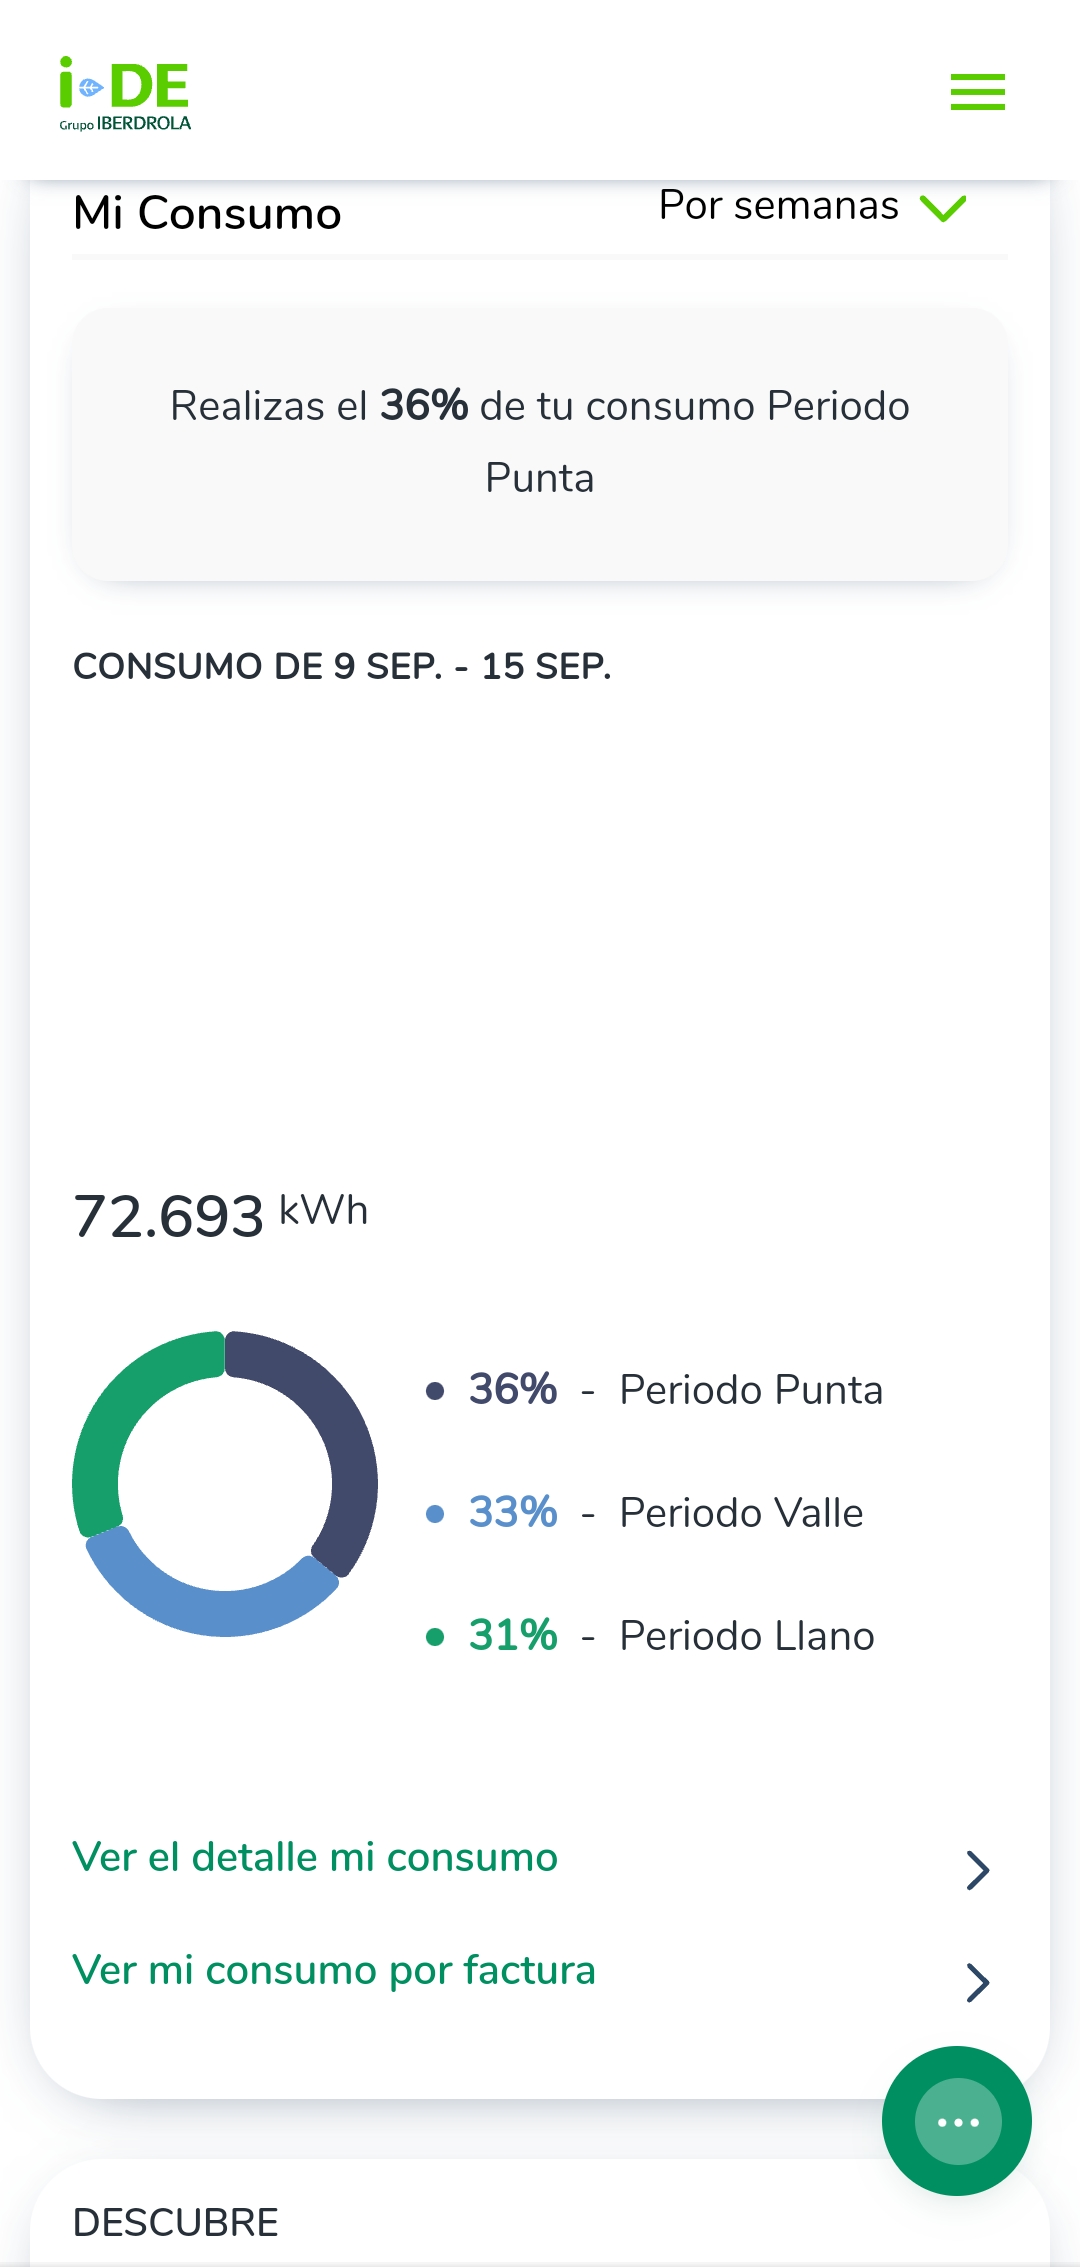 i-DE
Grupo IBERDROLA
Mi Consumo
Por semanas
Realizas el 36% de tu consumo Periodo
Punta
CONSUMO DE 9 SEP. - 15 SEP.
72.693 kWh
36% - Periodo Punta
33% - Periodo Valle
31% - Periodo Llano
Ver el detalle mi consumo
Ver mi consumo por factura
DESCUBRE